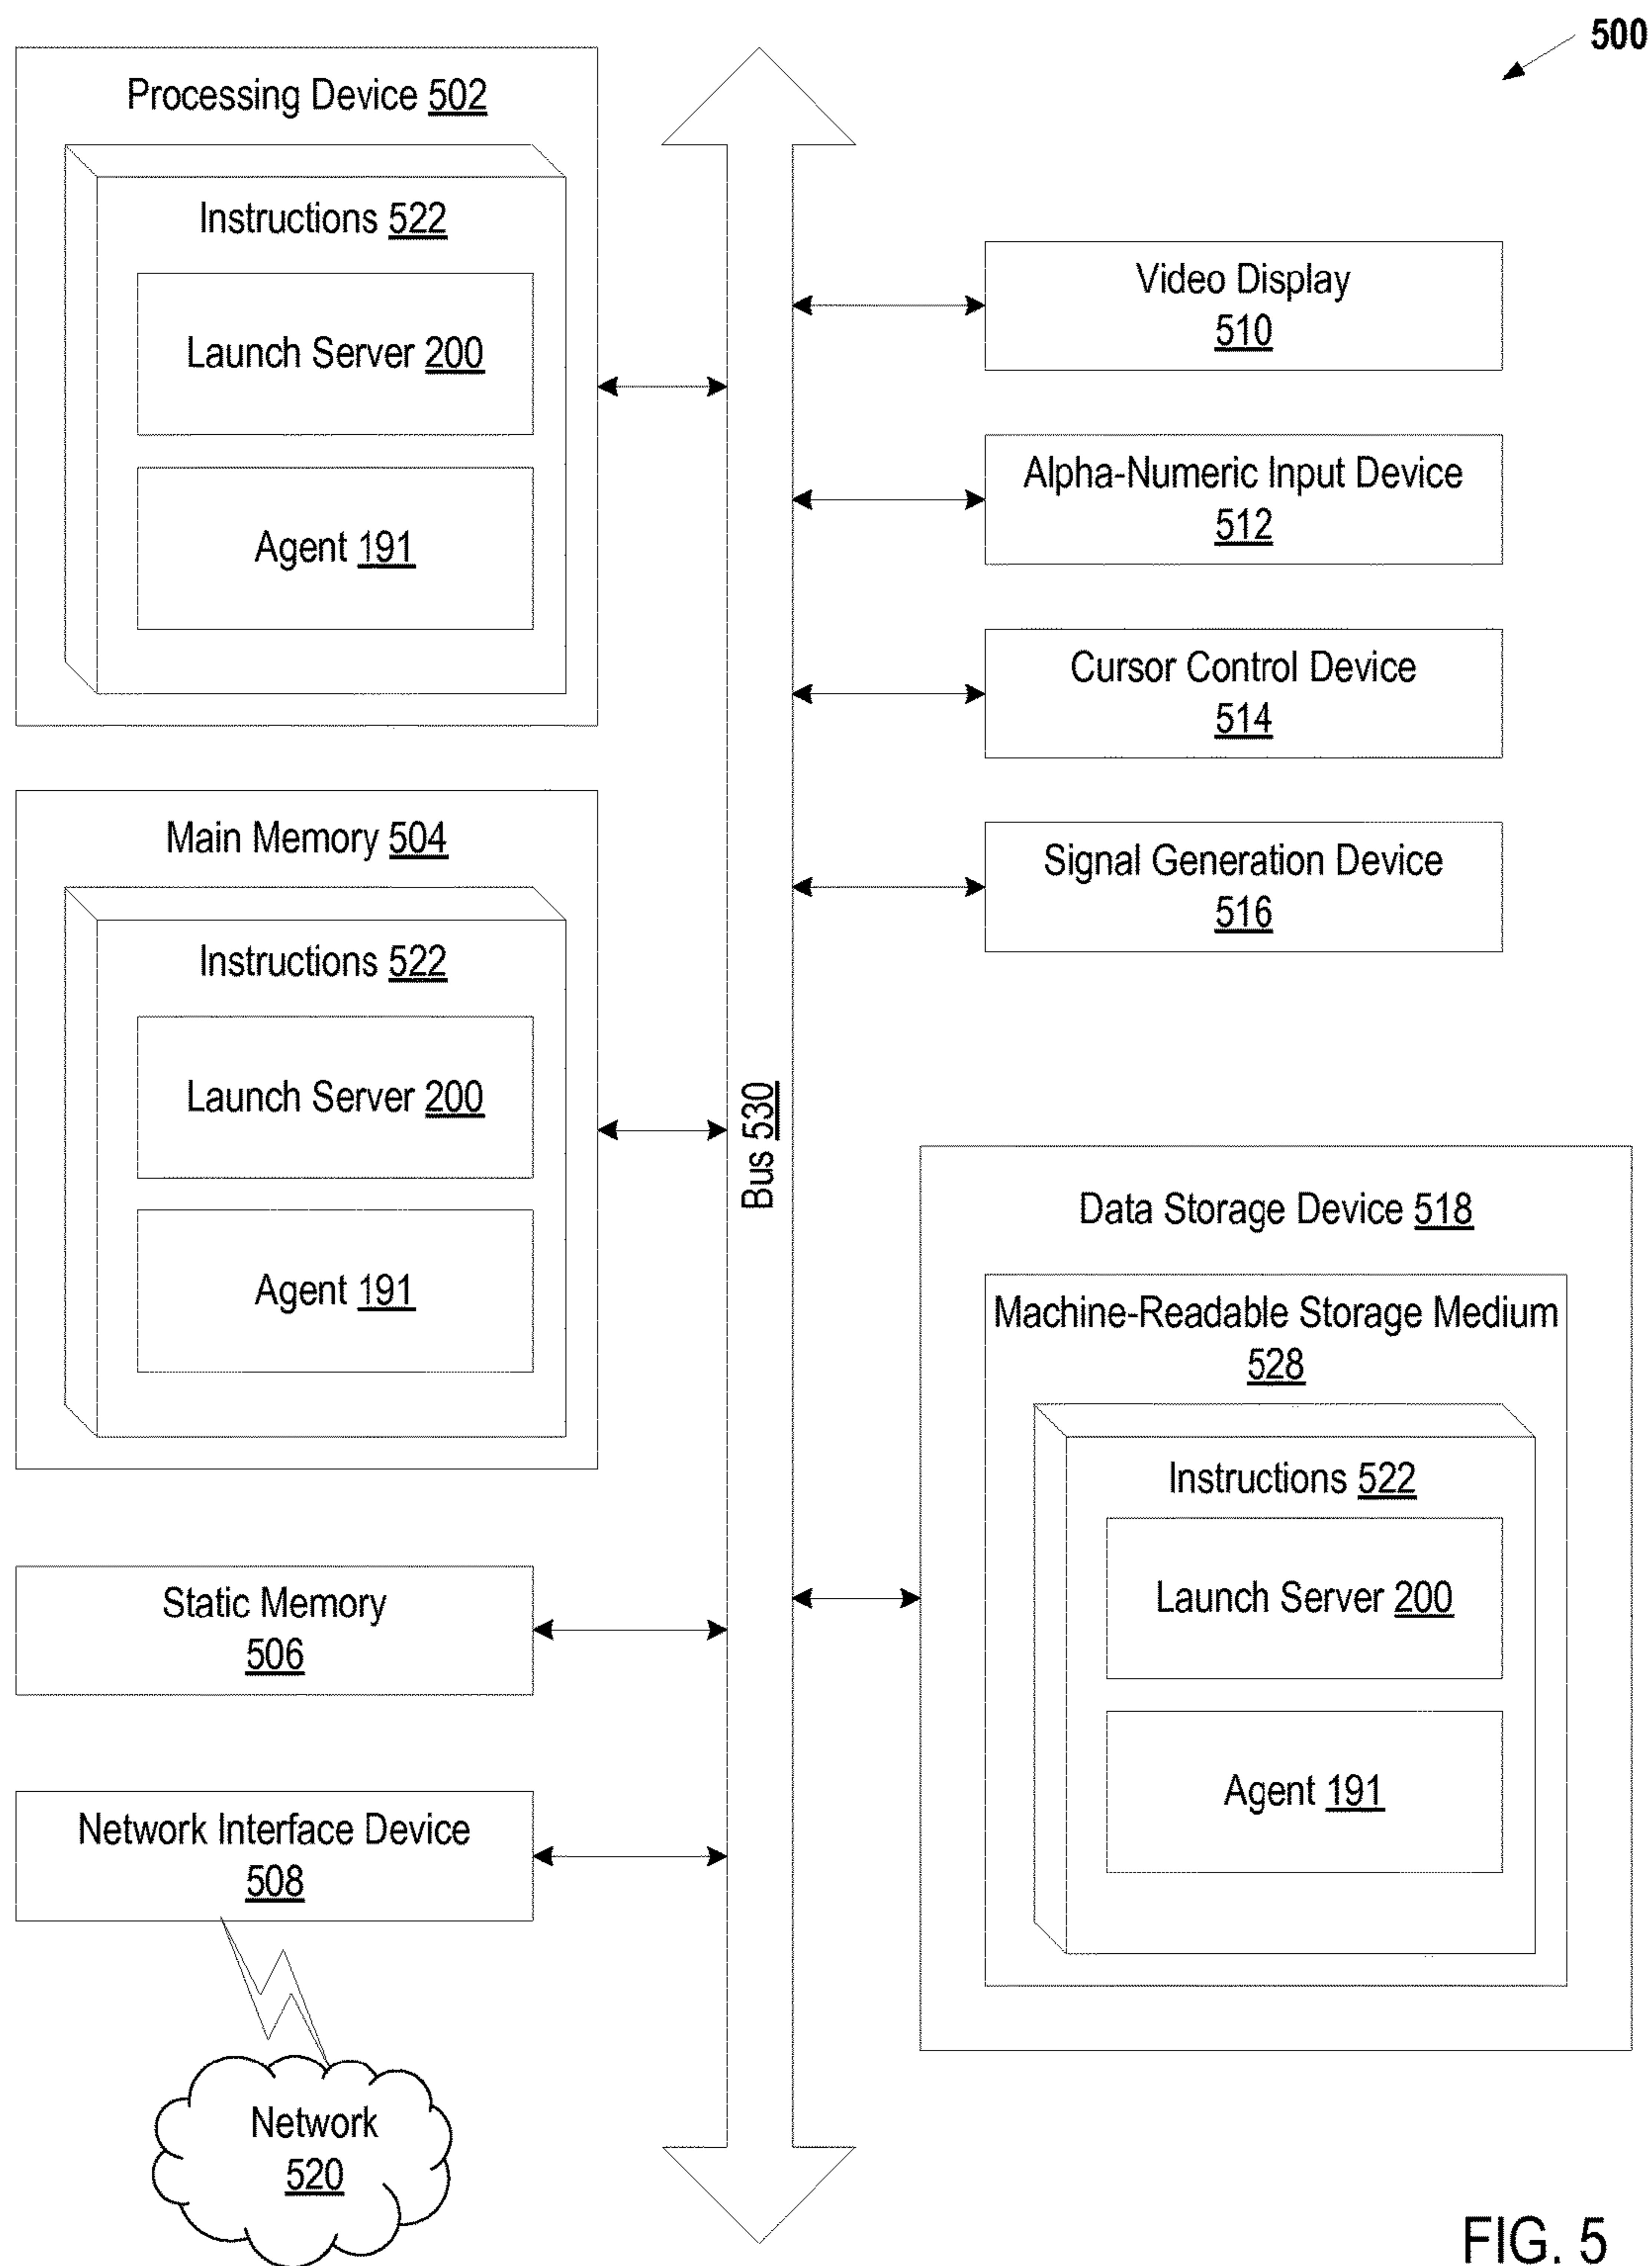 500
Processing Device 502
Instructions 522
Launch Server 200
Agent 191
Main Memory 504
Instructions 522
Launch Server 200
Agent 191
Static Memory
506
Network Interface Device
508
Network
520
Bus 530
Video Display
510
Alpha-Numeric Input Device
512
Cursor Control Device
514
Signal Generation Device
516
Data Storage Device 518
Machine-Readable Storage Medium
528
Instructions 522
Launch Server 200
Agent 191
FIG. 5